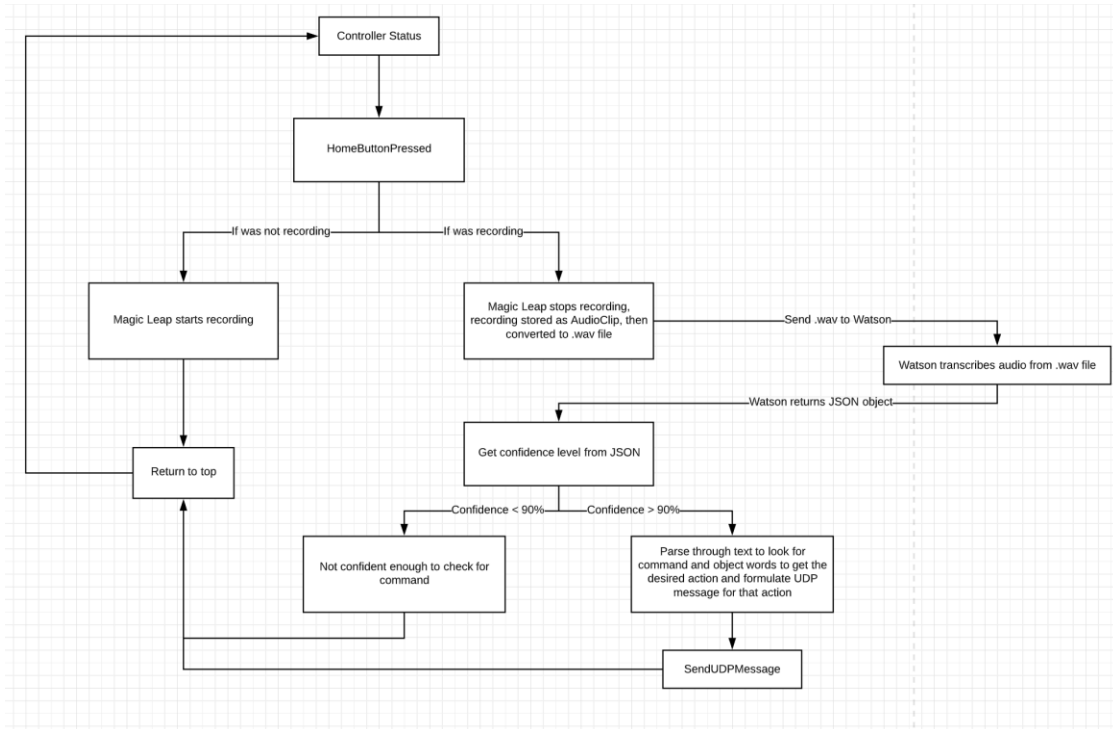 Controller Status
HomeButtonPressed
If was not recording
If was recording
Magic Leap starts recording
Magic Leap stops recording,
recording stored as AudioClip, then
converted to .wav file
Send .wav to Watson
Watson transcribes audio from .wav file
Watson returns JSON object
Get confidence level from JSON
Return to top
Confidence < 90%
Confidence > 90%
Not confident enough to check for
command
Parse through text to look for
command and object words to get the
desired action and formulate UDP
message for that action
SendUDPMessage